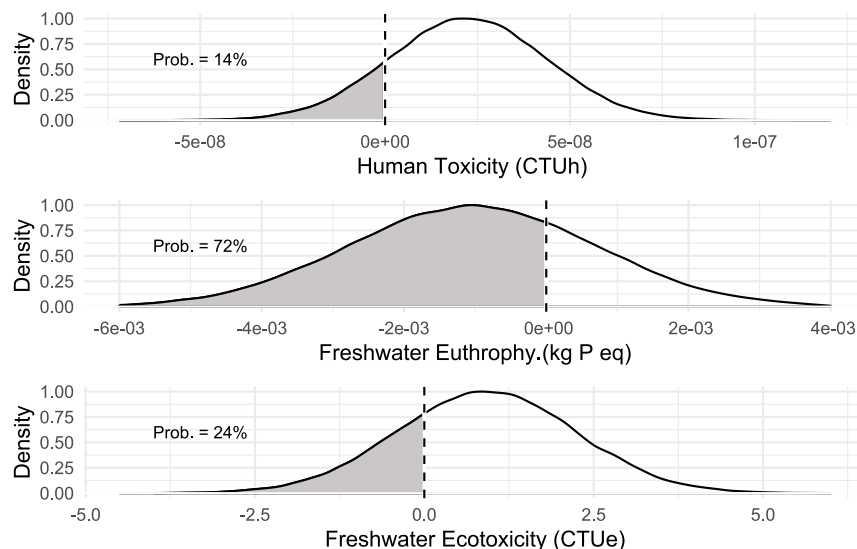 1.00
0.75
Prob. = 14%
0.50
0.25
0.00
Density
-5e-08 0e+00 5e-08 1e-07
Human Toxicity (CTUh)
1.00
0.75
Prob. = 72%
0.50
0.25
0.00
Density
-6e-03 -4e-03 -2e-03 0e+00 2e-03 4e-03
Freshwater Euthrophy.(kg P eq)
1.00
0.75
Prob. = 24%
0.50
0.25
0.00
Density
-5.0 -2.5 0.0 2.5 5.0
Freshwater Ecotoxicity (CTUe)